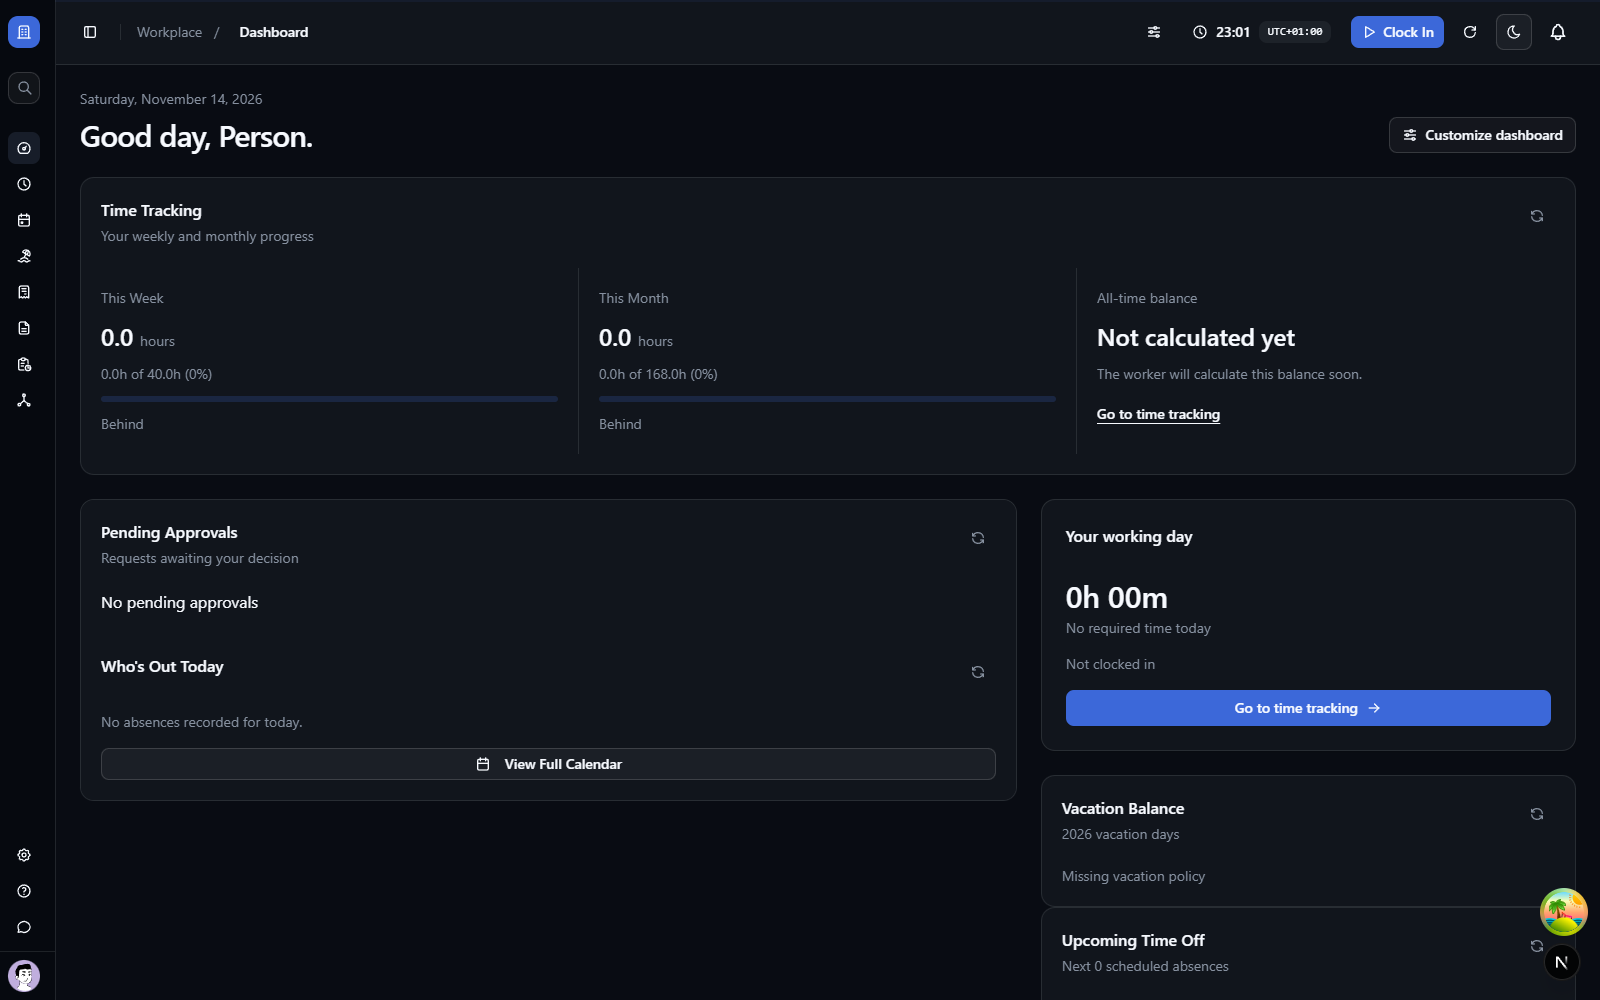 Workplace / Dashboard
23:01 UTC+01:00
Clock In
Saturday, November 14, 2026
Good day, Person.
Customize dashboard
Time Tracking
Your weekly and monthly progress
This Week
0.0 hours
0.0h of 40.0h (0%)
Behind
This Month
0.0 hours
0.0h of 168.0h (0%)
Behind
All-time balance
Not calculated yet
The worker will calculate this balance soon.
Go to time tracking
Pending Approvals
Requests awaiting your decision
No pending approvals
Who's Out Today
No absences recorded for today.
View Full Calendar
Your working day
0h 00m
No required time today
Not clocked in
Go to time tracking
Vacation Balance
2026 vacation days
Missing vacation policy
Upcoming Time Off
Next 0 scheduled absences
N